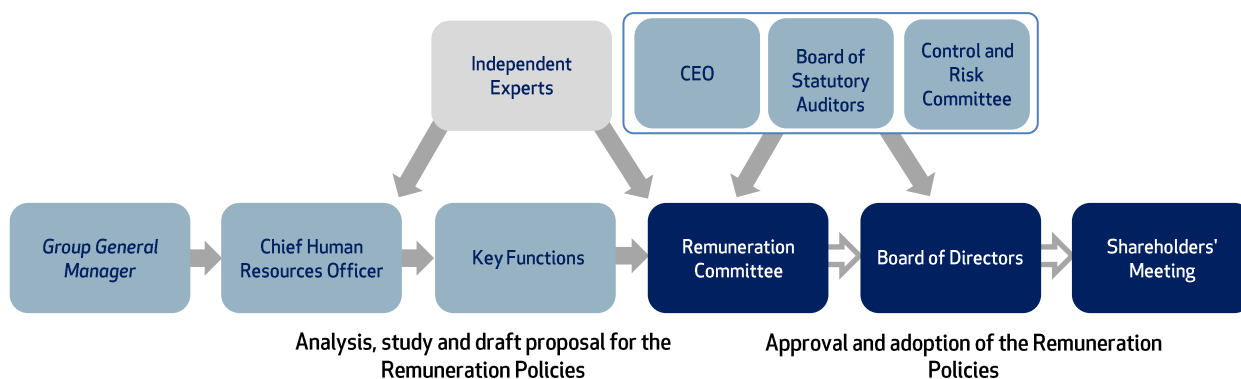 Independent
Experts
CEO
Board of
Statutory
Auditors
Control and
Risk
Committee
Group General
Manager
Chief Human
Resources Officer
Key Functions
Remuneration
Committee
Board of Directors
Shareholders'
Meeting
Analysis, study and draft proposal for the
Remuneration Policies
Approval and adoption of the Remuneration
Policies